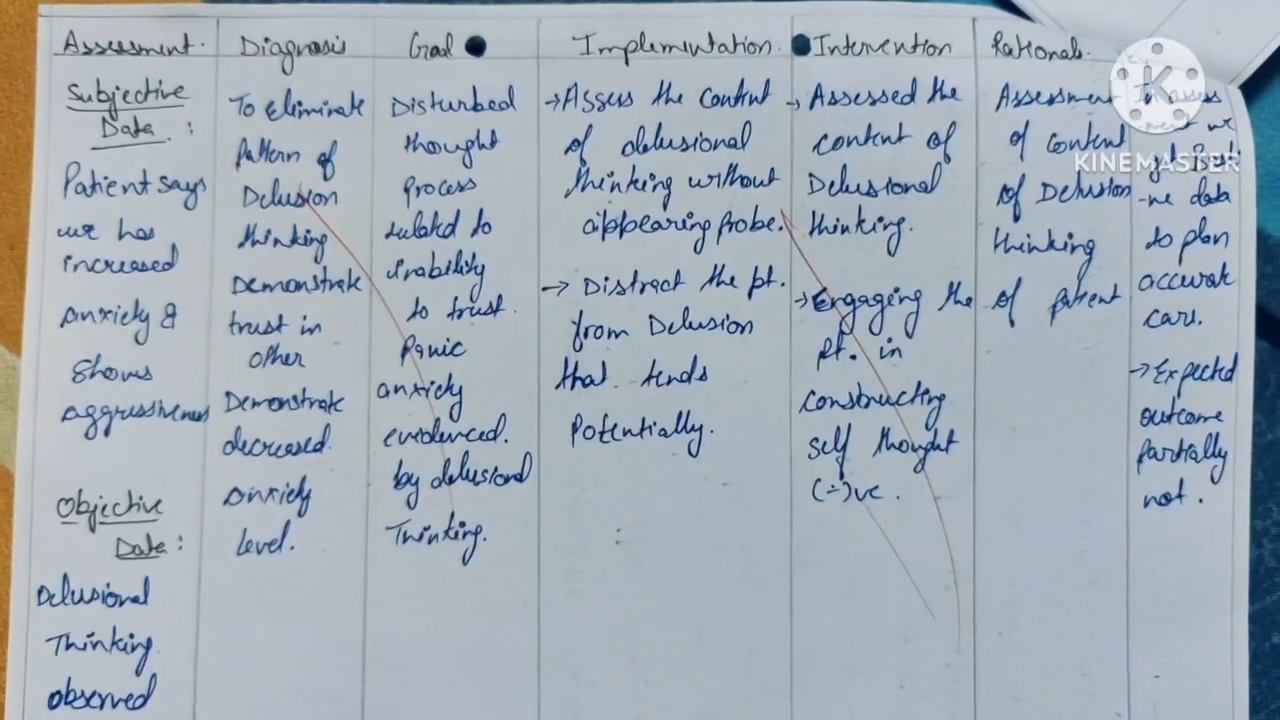 Assessment.
Subjective
Data :
Patient says
we has
increased
anxiety &
Shows
aggressiveness
Objective
Data :
Delusional
Thinking
observed
Diagnosis
To Eliminate
pattern of
Delusion
thinking
Demonstrate
trust in
other
Demonstrate
decreased.
Anxiety
level.
Goal
Disturbed
thought
process
related to
inability
to trust.
Panic
anxiety
evidenced.
by delusional
Thinking.
Implementation.
→ Assess the content
of delusional
thinking without
appearing probe.
→ Distract the pt.
from Delusion
that tends
Potentially.
Intervention
→ Assessed the
content of
Delusional
thinking.
→ Engaging the
pt. in
constructing
self thought
(-)ve.
Rationals
Assessment
of content
of Delusion
thinking
of patient
assess
we
-ne data
to plan
accurate
care.
→ Expected
outcome
partially
not.
KINEMASTER